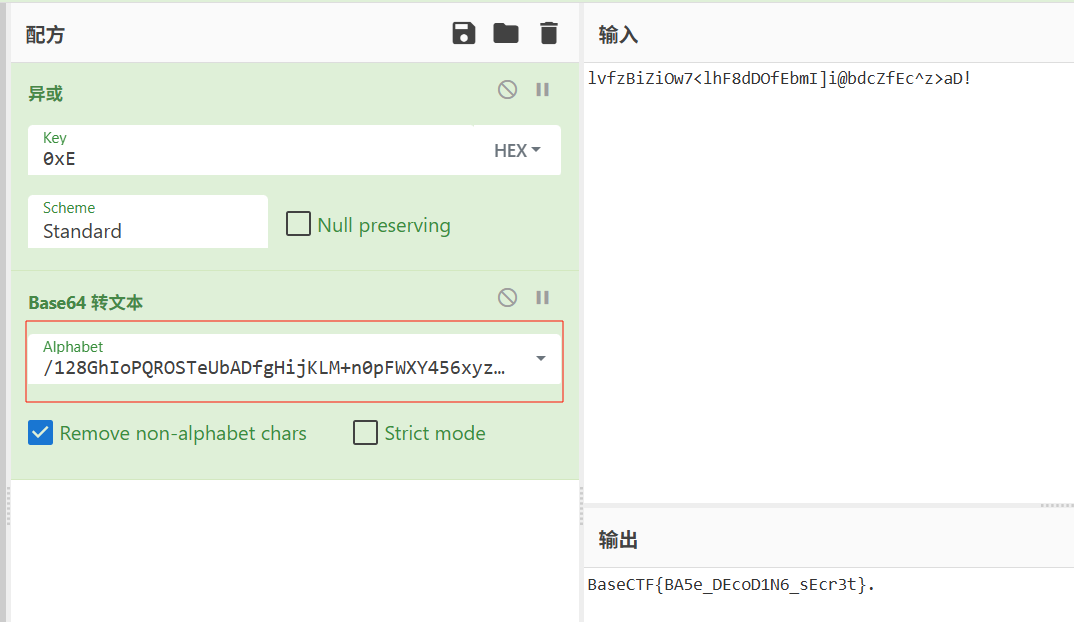 配方
异或
Key
0xE
HEX
Scheme
Standard
Null preserving
Base64 转文本
Alphabet
/128GhIoPQROSTeUbADfgHijKLM+n0pFWXY456xyz…
Remove non-alphabet chars
Strict mode
输入
lvfzBiZiOw7<lhF8dDOfEbmI]i@bdcZfEc^z>aD!
输出
BaseCTF{BA5e_DEcoD1N6_sEcr3t}.